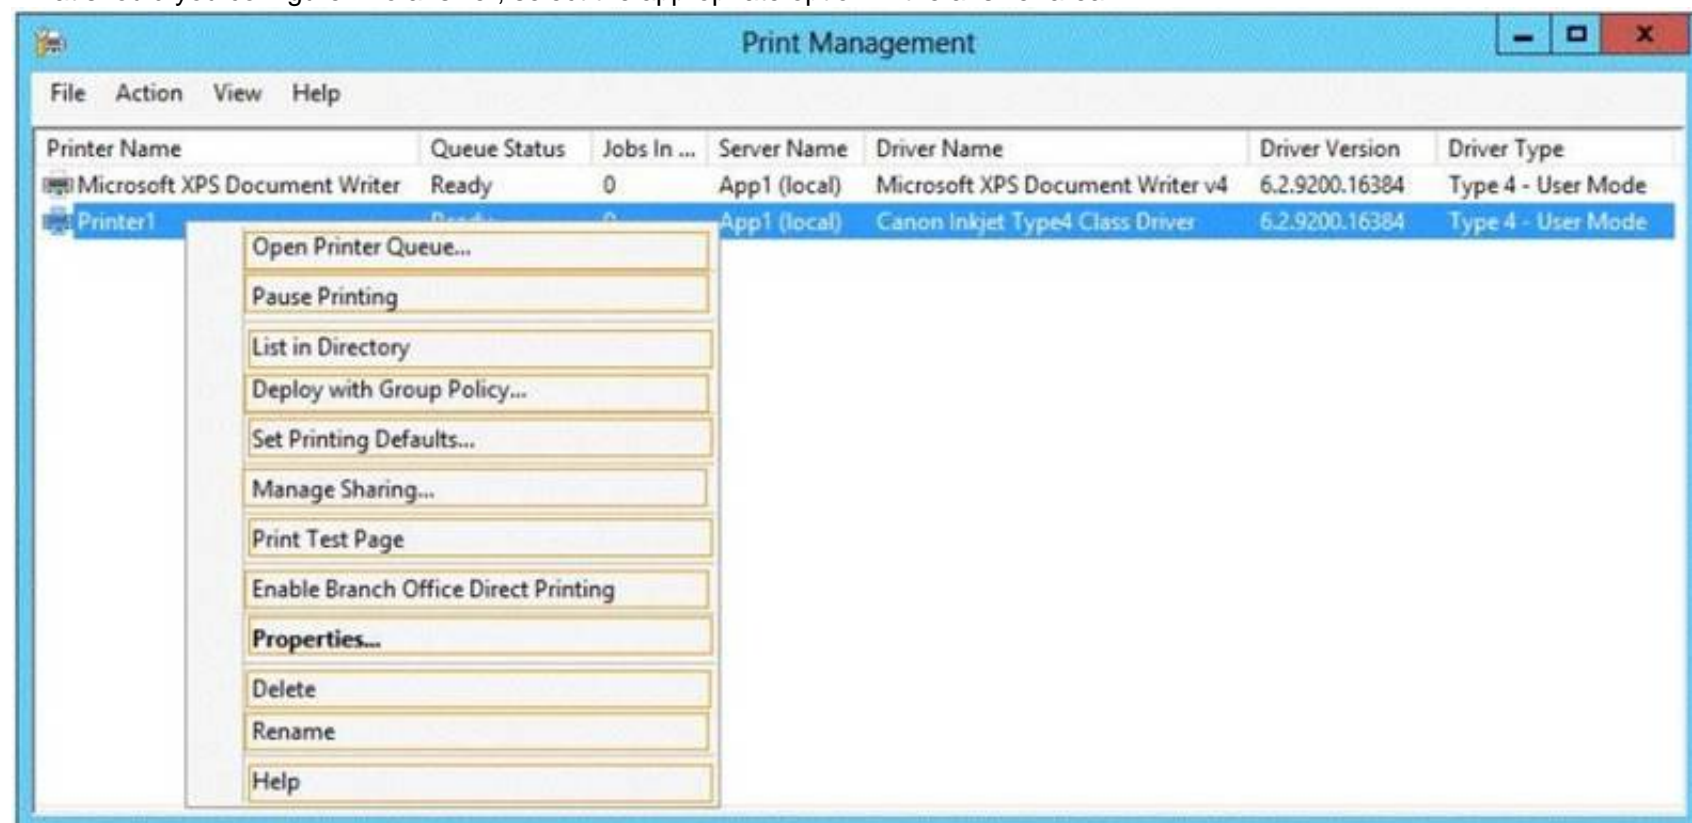 Print Management
File Action View Help
Printer Name Queue Status Jobs In ... Server Name Driver Name Driver Version Driver Type
Microsoft XPS Document Writer Ready 0 App1 (local) Microsoft XPS Document Writer v4 6.2.9200.16384 Type 4 - User Mode
Printer1 Ready 0 App1 (local) Canon Inkjet Type4 Class Driver 6.2.9200.16384 Type 4 - User Mode
Open Printer Queue...
Pause Printing
List in Directory
Deploy with Group Policy...
Set Printing Defaults...
Manage Sharing...
Print Test Page
Enable Branch Office Direct Printing
Properties...
Delete
Rename
Help